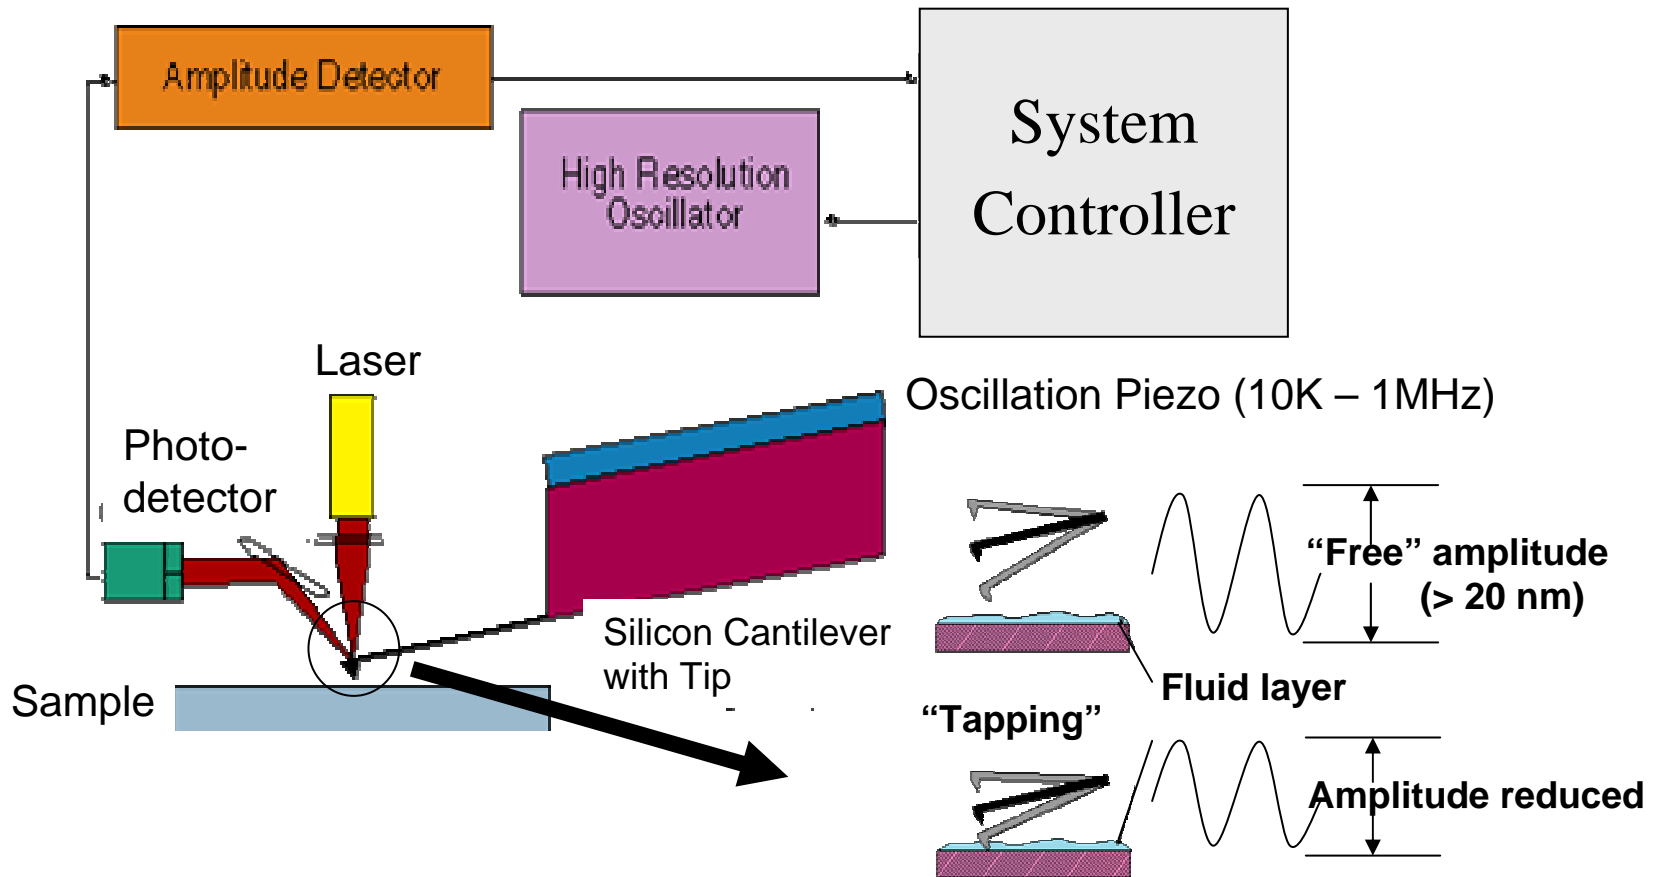 Amplitude Detector
High Resolution
Oscillator
System
Controller
Laser
Oscillation Piezo (10K – 1MHz)
Photo-
detector
“Free” amplitude
(> 20 nm)
Silicon Cantilever
with Tip
Sample
Fluid layer
“Tapping”
Amplitude reduced